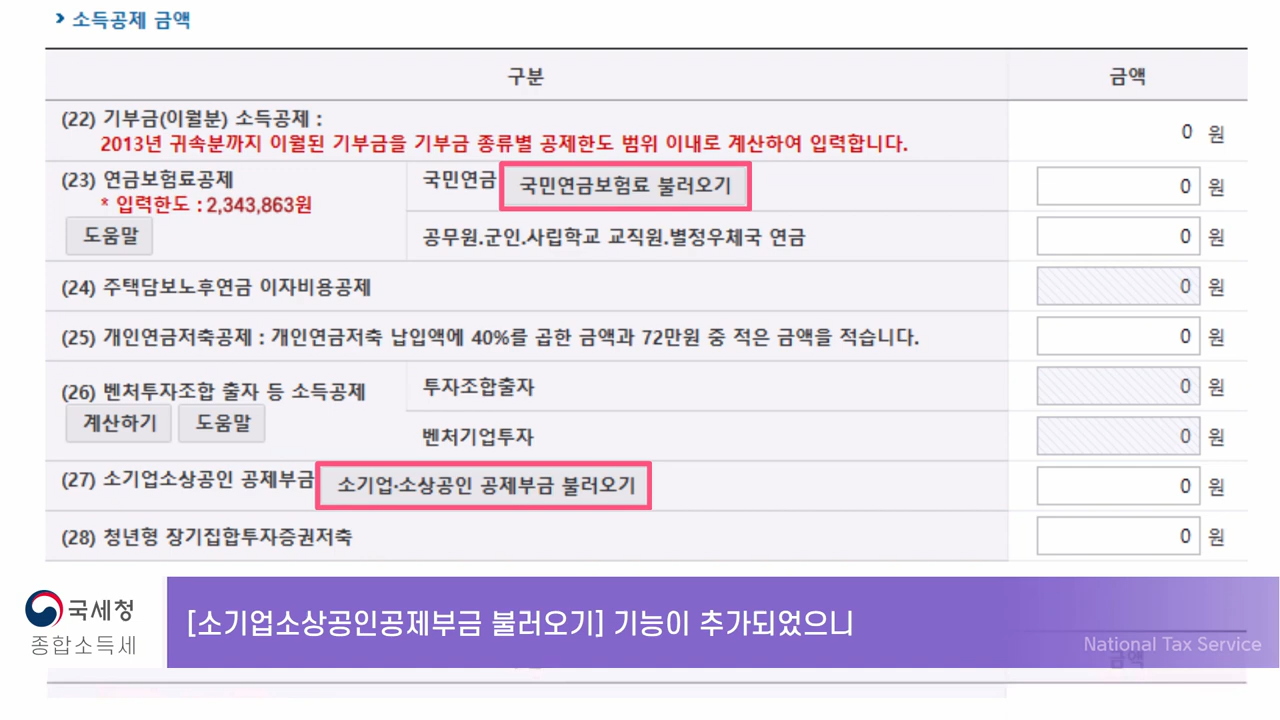 소득공제 금액
구분 금액
(22) 기부금(이월분) 소득공제 :
2013년 귀속분까지 이월된 기부금을 기부금 종류별 공제한도 범위 이내로 계산하여 입력합니다.
0 원
(23) 연금보험료공제
* 입력한도 : 2,343,863원
도움말
국민연금 국민연금보험료 불러오기 0 원
공무원.군인.사립학교 교직원.별정우체국 연금 0 원
(24) 주택담보노후연금 이자비용공제 0 원
(25) 개인연금저축공제 : 개인연금저축 납입액에 40%를 곱한 금액과 72만원 중 적은 금액을 적습니다. 0 원
(26) 벤처투자조합 출자 등 소득공제
계산하기 도움말
투자조합출자 0 원
벤처기업투자 0 원
(27) 소기업소상공인 공제부금 소기업·소상공인 공제부금 불러오기 0 원
(28) 청년형 장기집합투자증권저축 0 원
국세청
종합소득세
[소기업소상공인공제부금 불러오기] 기능이 추가되었으니
National Tax Service
금액